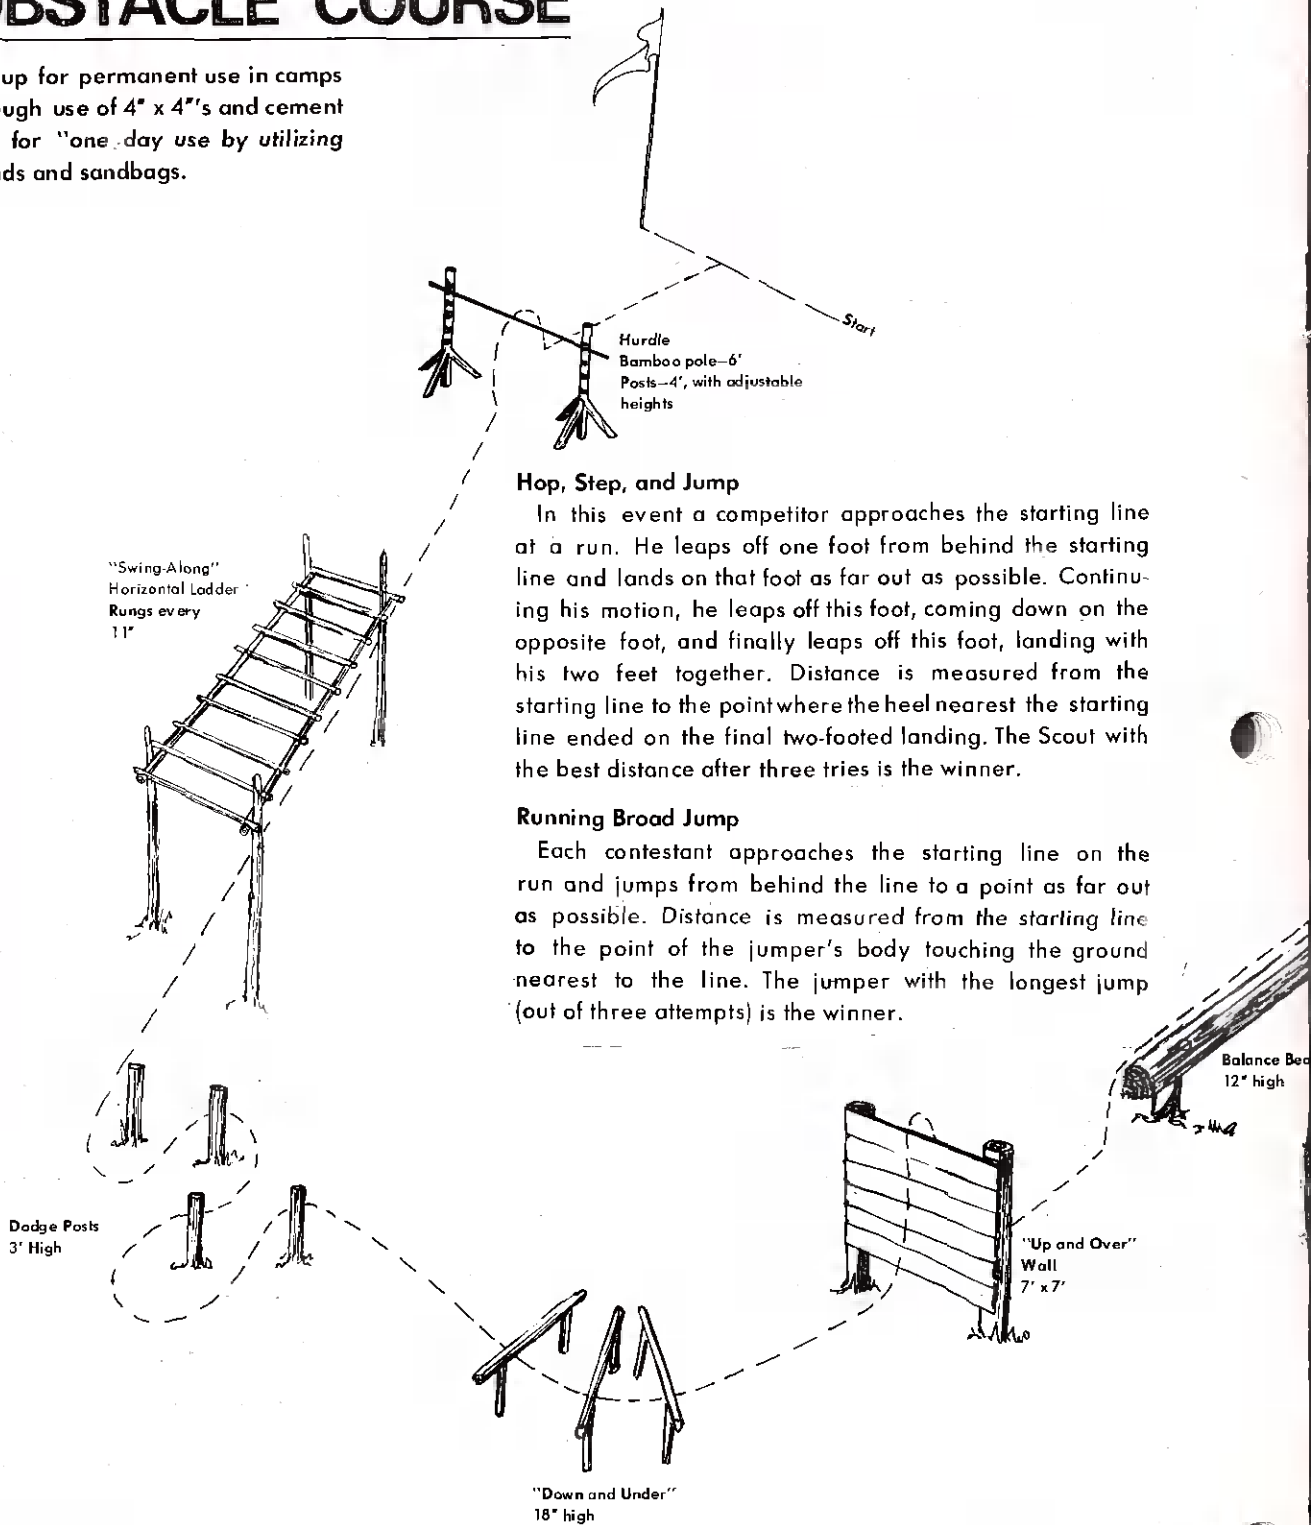 OBSTACLE COURSE
up for permanent use in camps
ugh use of 4" x 4"'s and cement
for "one day use by utilizing
ds and sandbags.
Start
Hurdle
Bamboo pole—6'
Posts—4', with adjustable
heights
Hop, Step, and Jump
In this event a competitor approaches the starting line
at a run. He leaps off one foot from behind the starting
line and lands on that foot as far out as possible. Continu-
ing his motion, he leaps off this foot, coming down on the
opposite foot, and finally leaps off this foot, landing with
his two feet together. Distance is measured from the
starting line to the point where the heel nearest the starting
line ended on the final two-footed landing. The Scout with
the best distance after three tries is the winner.
"Swing-Along"
Horizontal Ladder
Rungs every
11"
Running Broad Jump
Each contestant approaches the starting line on the
run and jumps from behind the line to a point as far out
as possible. Distance is measured from the starting line
to the point of the jumper's body touching the ground
nearest to the line. The jumper with the longest jump
(out of three attempts) is the winner.
Balance Bea
12" high
Dodge Posts
3' High
"Up and Over"
Wall
7' x 7'
"Down and Under"
18" high